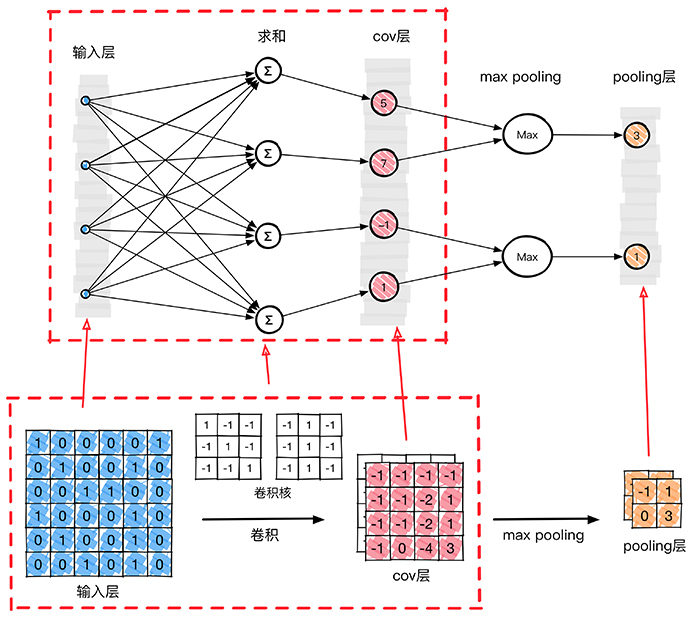 输入层
求和
cov层
max pooling
pooling层
Σ
Σ
Σ
Σ
5
7
-1
1
Max
Max
3
1
1 -1 -1
-1 1 -1
-1 -1 1
-1 1 -1
-1 1 -1
-1 1 -1
卷积核
卷积
1 0 0 0 0 1
0 1 0 0 1 0
0 0 1 1 0 0
1 0 0 0 1 0
0 1 0 0 1 0
0 0 1 0 1 0
输入层
-1 -1 -1 -1
-1 -1 -2 1
-1 -1 -2 1
-1 0 -4 3
cov层
max pooling
-1 1
0 3
pooling层